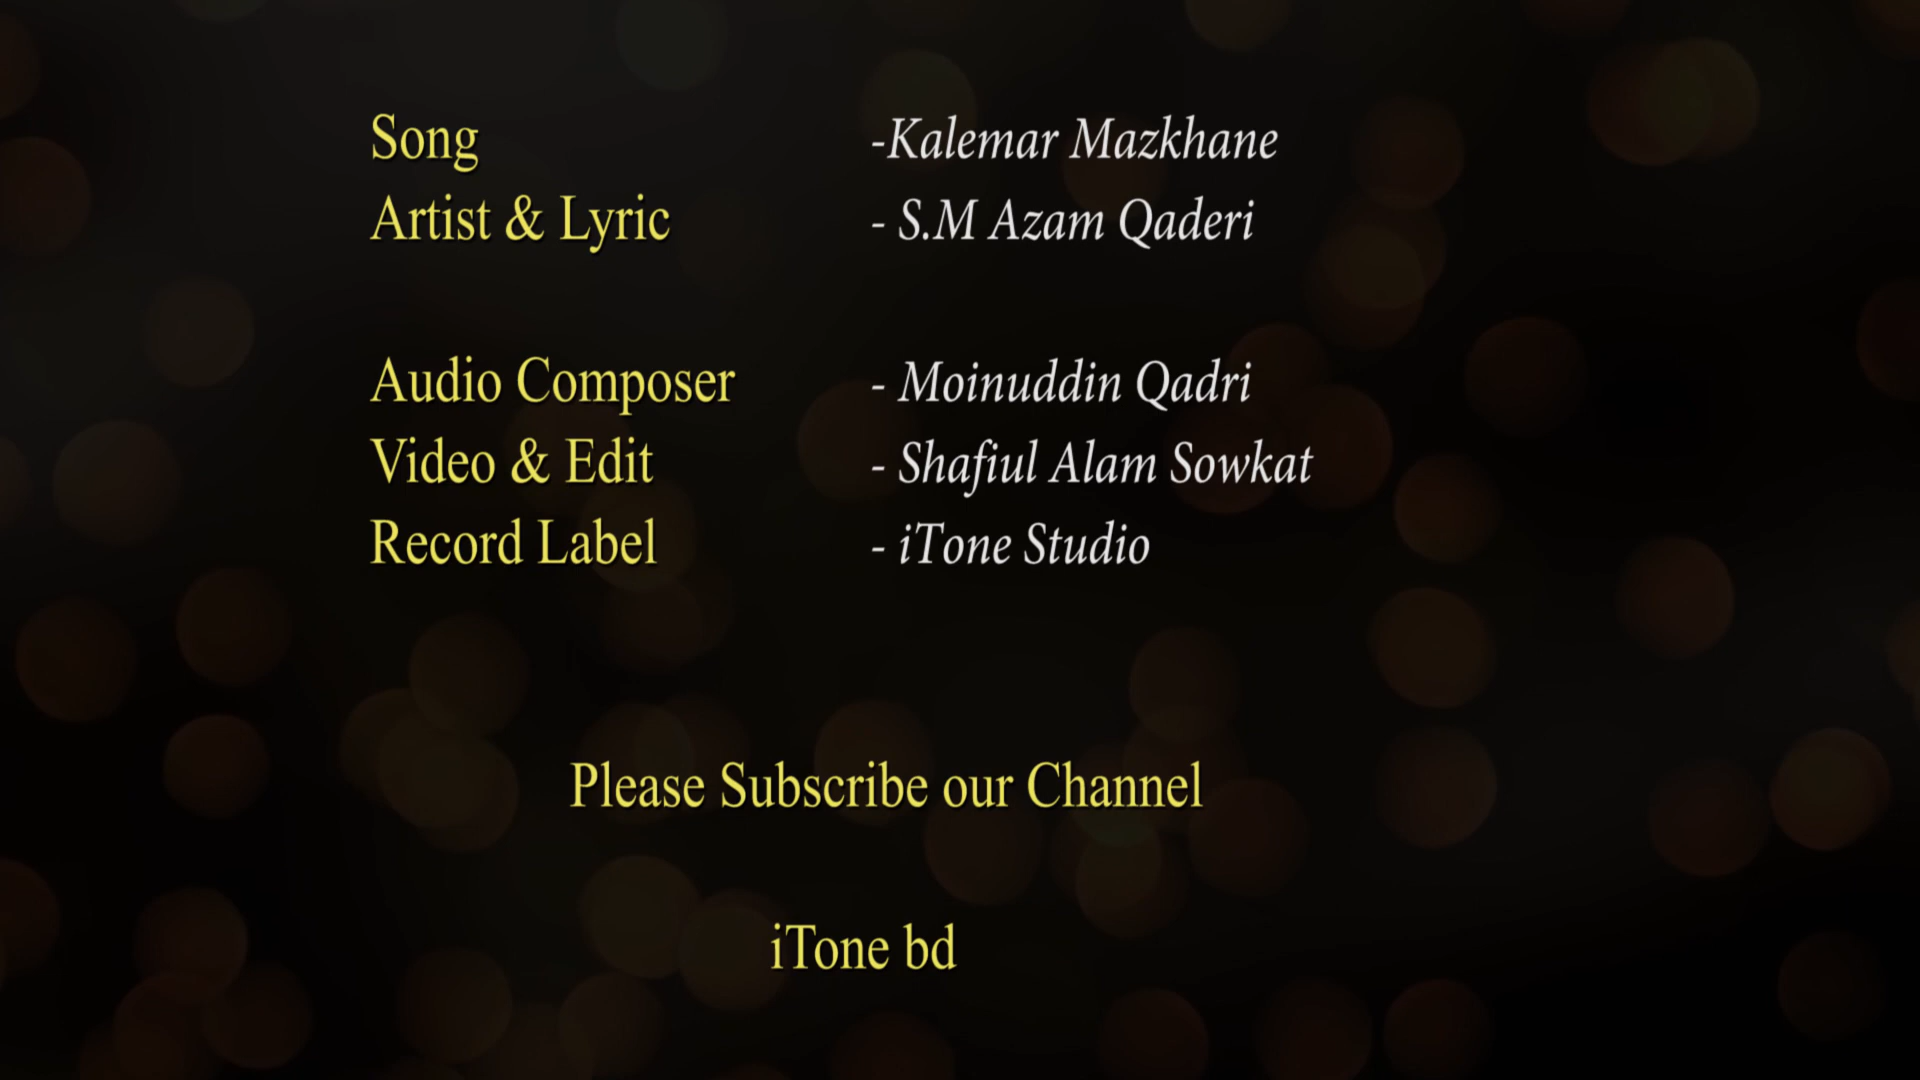 Song -Kalemar Mazkhane
Artist & Lyric - S.M Azam Qaderi
Audio Composer - Moinuddin Qadri
Video & Edit - Shafiul Alam Sowkat
Record Label - iTone Studio
Please Subscribe our Channel
iTone bd